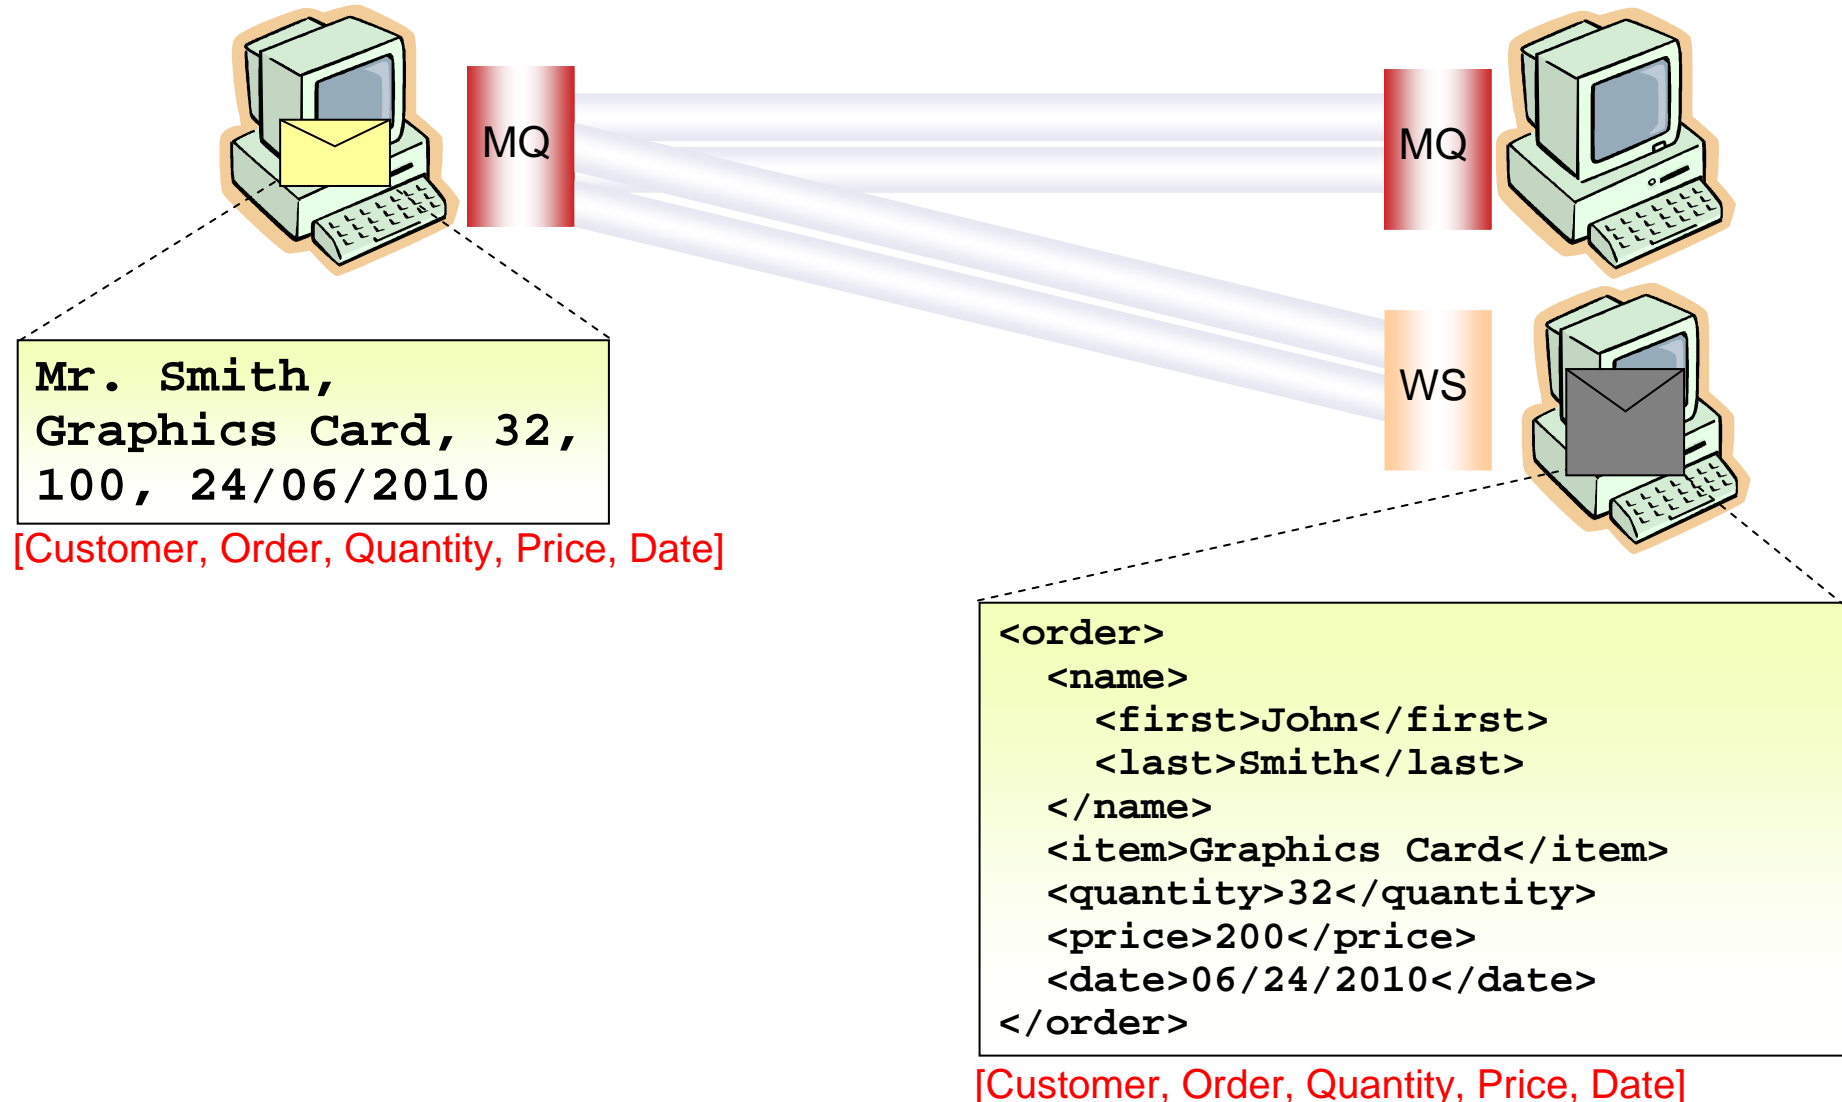 MQ
MQ
WS
Mr. Smith,
Graphics Card, 32,
100, 24/06/2010
[Customer, Order, Quantity, Price, Date]
<order>
<name>
<first>John</first>
<last>Smith</last>
</name>
<item>Graphics Card</item>
<quantity>32</quantity>
<price>200</price>
<date>06/24/2010</date>
</order>
[Customer, Order, Quantity, Price, Date]